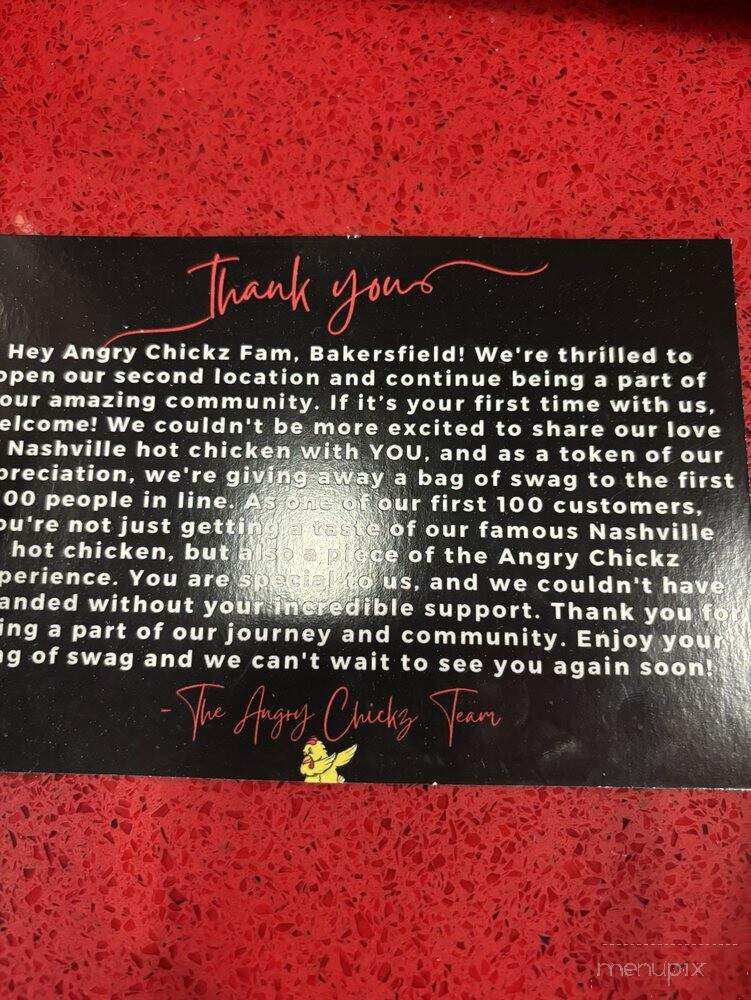 Thank you
Hey Angry Chickz Fam, Bakersfield! We're thrilled to
open our second location and continue being a part of
our amazing community. If it's your first time with us,
elcome! We couldn't be more excited to share our love
Nashville hot chicken with YOU, and as a token of our
preciation, we're giving away a bag of swag to the first
00 people in line. As one of our first 100 customers,
ou're not just getting a taste of our famous Nashville
hot chicken, but also a piece of the Angry Chickz
perience. You are special to us, and we couldn't have
anded without your incredible support. Thank you for
ing a part of our journey and community. Enjoy your
ag of swag and we can't wait to see you again soon!
-The Angry Chickz Team
menupix